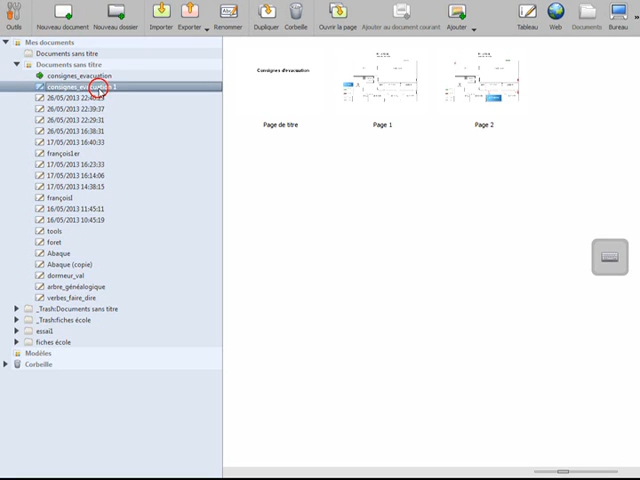 Outils Nouveau document Nouveau dossier Importer Exporter Renommer Dupliquer Corbeille Ouvrir la page Ajouter au document courant Ajouter Tableau Web Documents Bureau
Mes documents
Documents sans titre
Documents sans titre
consignes_evacuation
consignes_evacuation1
26/05/2013 22:39:37
26/05/2013 22:29:31
26/05/2013 16:38:31
17/05/2013 16:40:33
françois1er
17/05/2013 16:23:33
17/05/2013 16:14:06
17/05/2013 14:38:15
françoiI
16/05/2013 11:45:11
16/05/2013 10:45:19
tools
foret
Abaque
Abaque (copie)
dormeur_val
arbre_généalogique
verbes_faire_dire
_Trash:Documents sans titre
_Trash:fiches école
essai1
fiches école
Modèles
Corbeille
Consignes d'évacuation
Page de titre
Page 1
Page 2